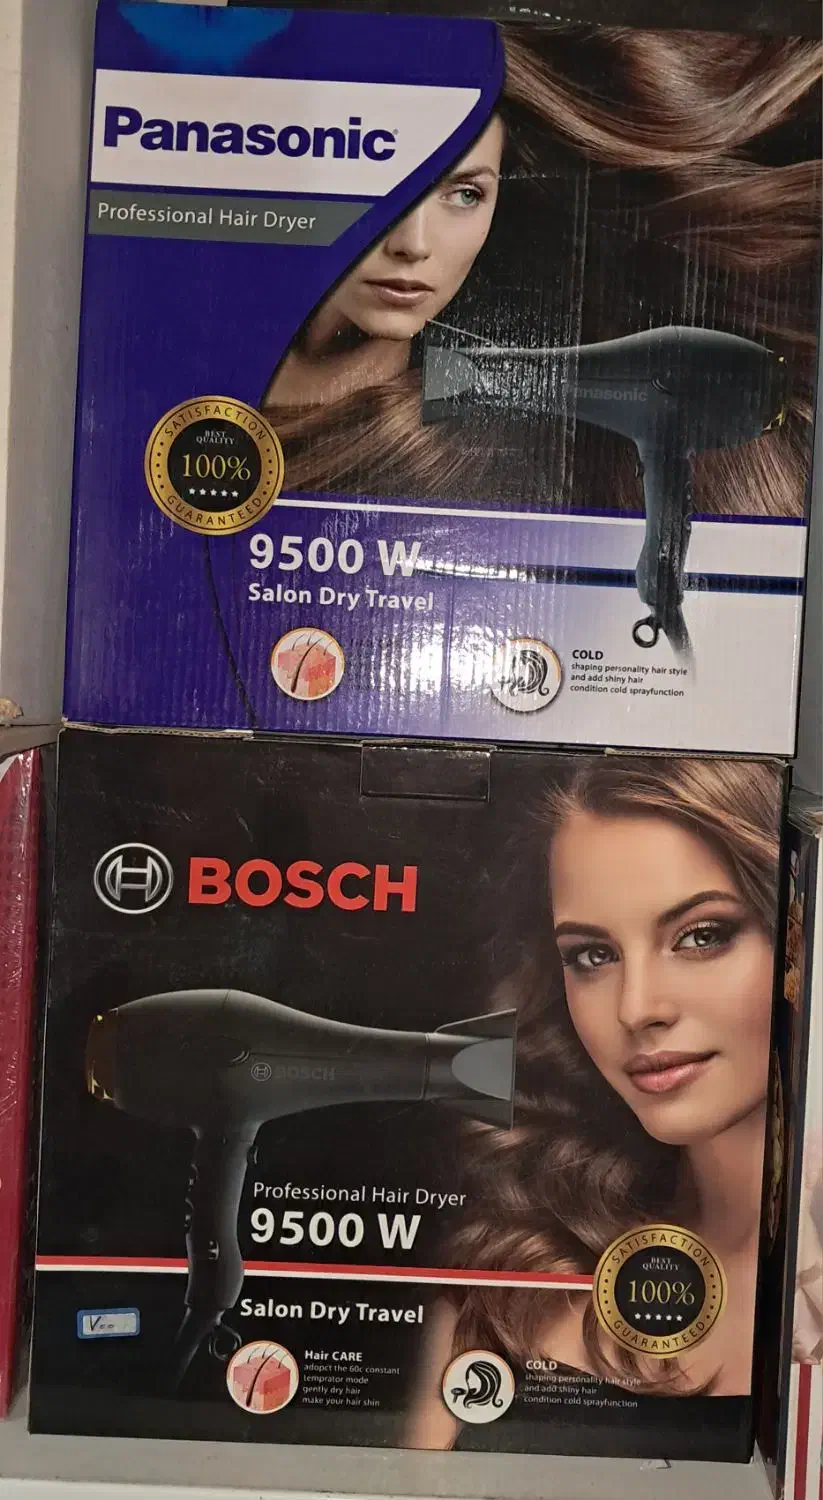 Panasonic
Professional Hair Dryer
Panasonic
SATISFACTION
BEST
QUALITY
100%
GUARANTEED
9500 W
Salon Dry Travel
COLD
shaping personality hair style
and add shiny hair
condition cold sprayfunction
BOSCH
BOSCH
Professional Hair Dryer
9500 W
SATISFACTION
BEST
QUALITY
100%
GUARANTEED
Salon Dry Travel
Hair CARE
adopct the 60c constant
temprator mode
gently dry hair
make your hair shin
COLD
shaping personality hair style
and add shiny hair
condition cold sprayfunction